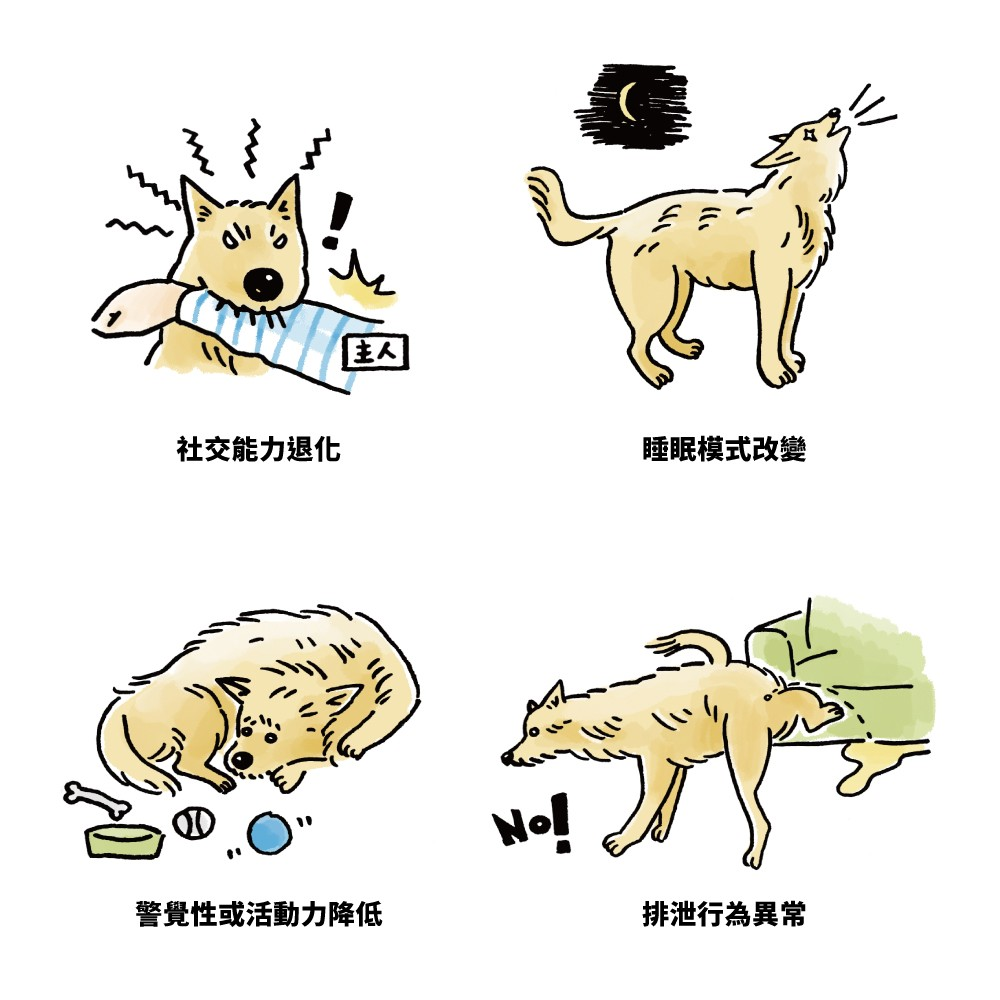 主人
社交能力退化
睡眠模式改變
No!
警覺性或活動力降低
排泄行為異常